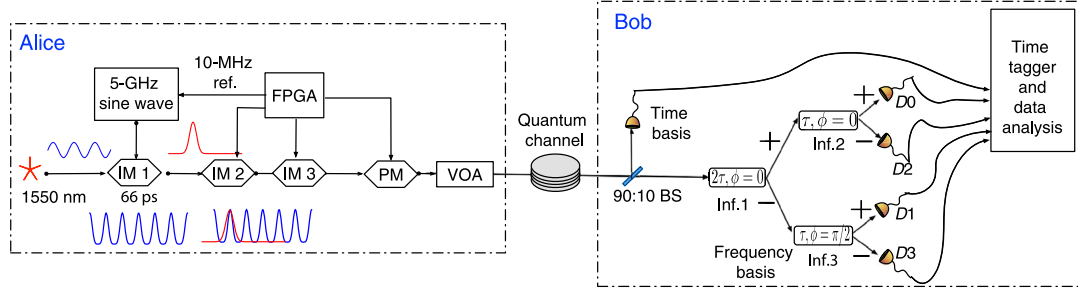 Alice
5-GHz
sine wave
10-MHz
ref.
FPGA
1550 nm
IM 1
66 ps
IM 2
IM 3
PM
VOA
Quantum
channel
Bob
Time
basis
90:10 BS
2τ,ϕ=0
Inf.1
+
−
τ,ϕ=0
Inf.2
+
−
D0
D2
τ,ϕ=π/2
Inf.3
+
−
D1
D3
Frequency
basis
Time
tagger
and
data
analysis